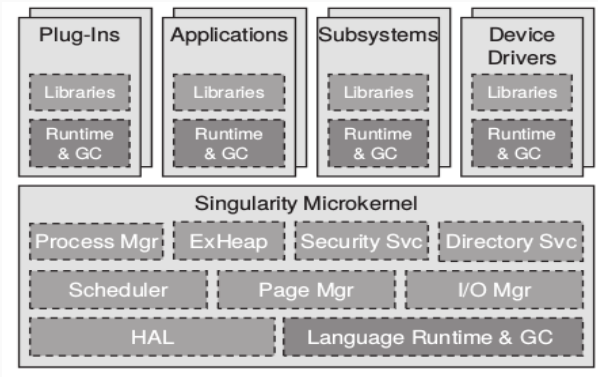 Plug-Ins
Libraries
Runtime
& GC
Applications
Libraries
Runtime
& GC
Subsystems
Libraries
Runtime
& GC
Device
Drivers
Libraries
Runtime
& GC
Singularity Microkernel
Process Mgr
ExHeap
Security Svc
Directory Svc
Scheduler
Page Mgr
I/O Mgr
HAL
Language Runtime & GC